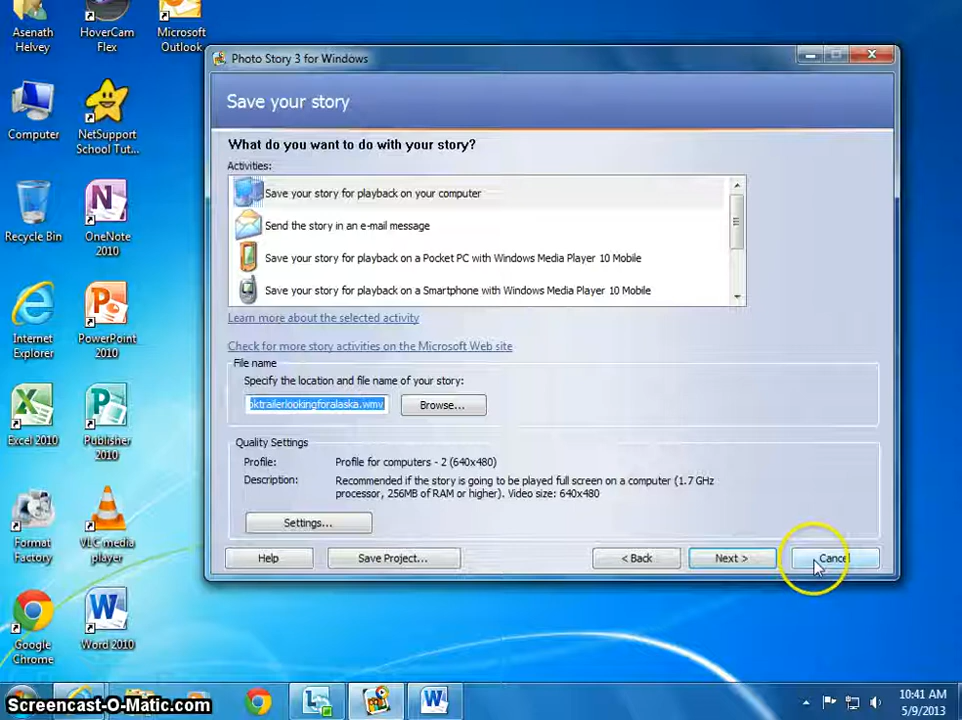 Asenath
Helvey
HoverCam
Flex
Microsoft
Outlook
Computer
NetSupport
School Tut...
Recycle Bin
OneNote
2010
Internet
Explorer
PowerPoint
2010
Excel 2010
Publisher
2010
Format
Factory
VLC media
player
Google
Chrome
Word 2010
Photo Story 3 for Windows
Save your story
What do you want to do with your story?
Activities:
Save your story for playback on your computer
Send the story in an e-mail message
Save your story for playback on a Pocket PC with Windows Media Player 10 Mobile
Save your story for playback on a Smartphone with Windows Media Player 10 Mobile
Learn more about the selected activity
Check for more story activities on the Microsoft Web site
File name
Specify the location and file name of your story:
oktrailerlookingforalaska.wmv
Browse...
Quality Settings
Profile: Profile for computers - 2 (640x480)
Description: Recommended if the story is going to be played full screen on a computer (1.7 GHz
processor, 256MB of RAM or higher). Video size: 640x480
Settings...
Help Save Project... < Back Next > Cancel
Screencast-O-Matic.com
10:41 AM
5/9/2013